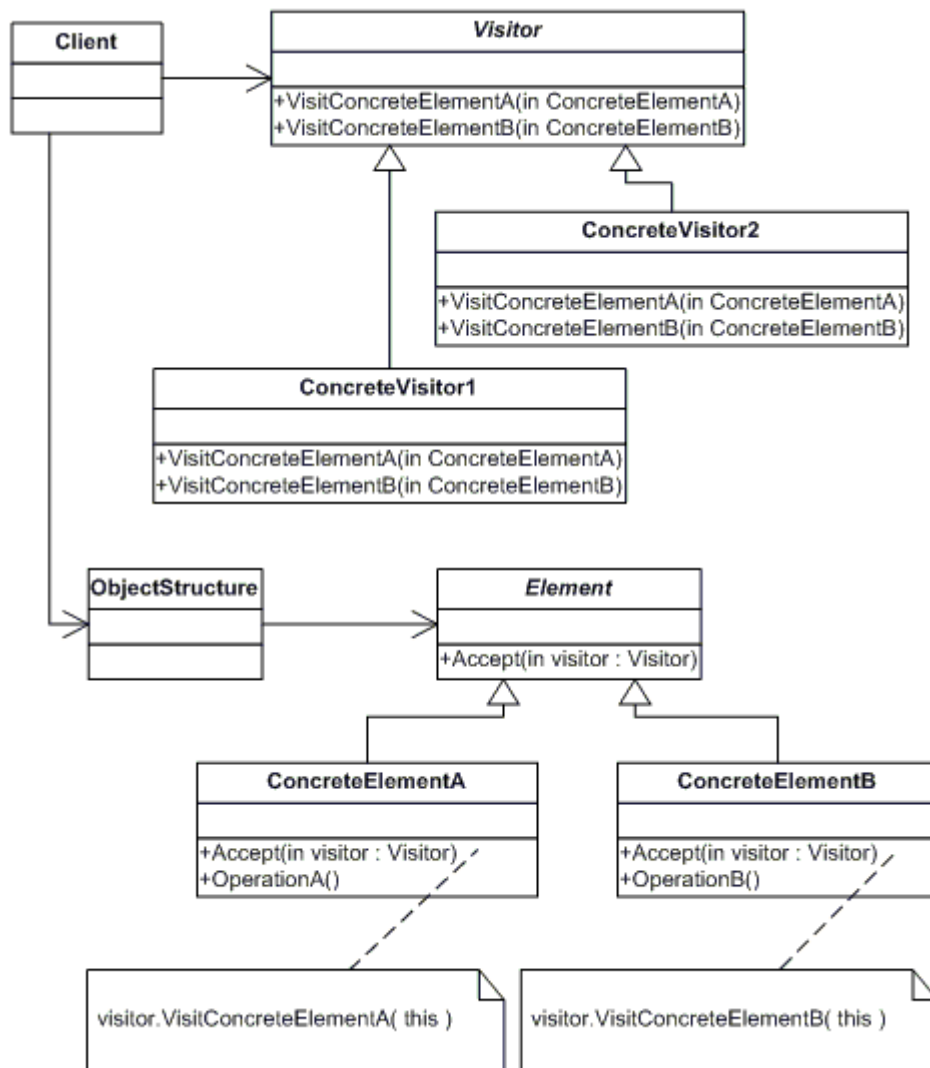 Client
Visitor
+VisitConcreteElementA(in ConcreteElementA)
+VisitConcreteElementB(in ConcreteElementB)
ConcreteVisitor2
+VisitConcreteElementA(in ConcreteElementA)
+VisitConcreteElementB(in ConcreteElementB)
ConcreteVisitor1
+VisitConcreteElementA(in ConcreteElementA)
+VisitConcreteElementB(in ConcreteElementB)
ObjectStructure
Element
+Accept(in visitor : Visitor)
ConcreteElementA
+Accept(in visitor : Visitor)
+OperationA()
ConcreteElementB
+Accept(in visitor : Visitor)
+OperationB()
visitor.VisitConcreteElementA( this )
visitor.VisitConcreteElementB( this )